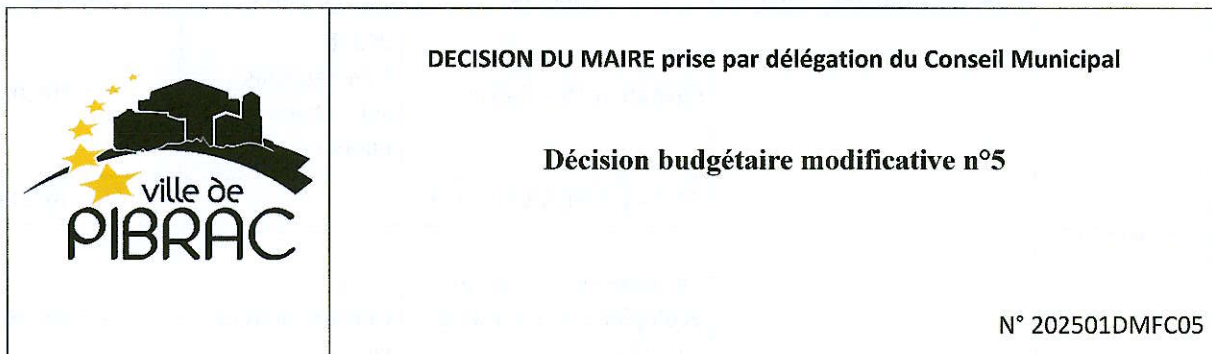 ville de
PIBRAC
DECISION DU MAIRE prise par délégation du Conseil Municipal
Décision budgétaire modificative n°5
N° 202501DMFC05